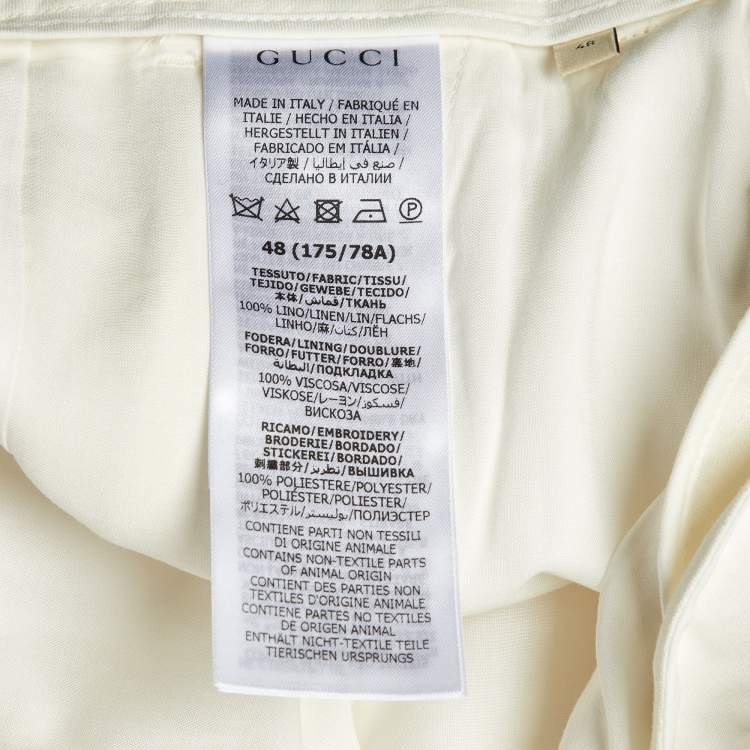 GUCCI
48
MADE IN ITALY / FABRIQUÉ EN
ITALIE / HECHO EN ITALIA /
HERGESTELLT IN ITALIEN /
FABRICADO EM ITÁLIA /
イタリア製 / صنع في إيطاليا /
СДЕЛАНО В ИТАЛИИ
P
48 (175/78A)
TESSUTO/FABRIC/TISSU/
TEJIDO/GEWEBE/TECIDO/
本体/قماش/ТКАНЬ
100% LINO/LINEN/LIN/FLACHS/
LINHO/麻/كتان/ЛЁН
FODERA/LINING/DOUBLURE/
FORRO/FUTTER/FORRO/裏地/
البطانة/ПОДКЛАДКА
100% VISCOSA/VISCOSE/
VISKOSE/レーヨン/فسكوز/
ВИСКОЗА
RICAMO/EMBROIDERY/
BRODERIE/BORDADO/
STICKEREI/BORDADO/
刺繍部分/تطريز/ВЫШИВКА
100% POLIESTERE/POLYESTER/
POLIÉSTER/POLIESTER/
ポリエステル/بوليستر/ПОЛИЭСТЕР
CONTIENE PARTI NON TESSILI
DI ORIGINE ANIMALE
CONTAINS NON-TEXTILE PARTS
OF ANIMAL ORIGIN
CONTIENT DES PARTIES NON
TEXTILES D'ORIGINE ANIMALE
CONTIENE PARTES NO TEXTILES
DE ORIGEN ANIMAL
ENTHÄLT NICHT-TEXTILE TEILE
TIERISCHEN URSPRUNGS